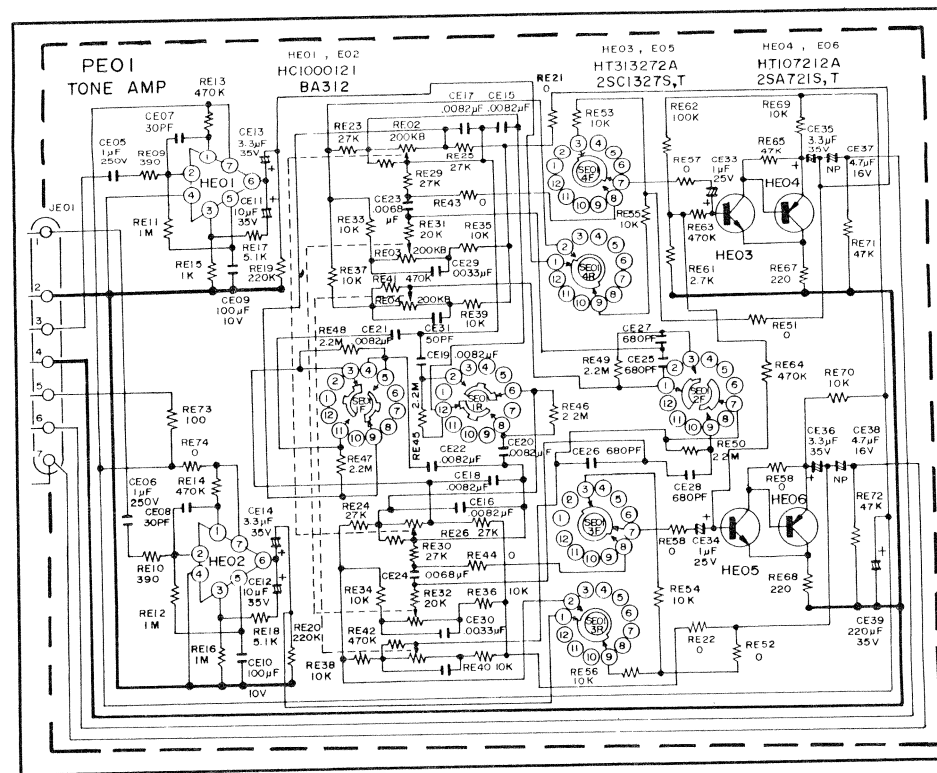 PE01
TONE AMP
HE01 , E02
HC1000121
BA312
HE03, E05
HT313272A
2SC1327S,T
HE04 , E06
HT107212A
2SA721S,T
RE13
470K
CE07
30PF
CE13
3.3µF
35V
CE05
1µF
250V
RE09
390
HE01
CE11
10µF
35V
RE11
1M
RE17
5.1K
RE15
1K
RE19
220K
CE09
100µF
10V
JE01
1
2
3
4
5
6
7
CE17 CE15
.0082µF .0082µF
RE23
27K
RE02
200KB
RE25
27K
RE29
27K
CE23
.0068
µF
RE43
0
RE31
20K
RE33
10K
RE35
10K
RE03
200KB
CE29
.0033µF
RE37
10K
RE41
470K
RE04
200KB
RE39
10K
RE21
0
RE53
10K
SE01
4F
RE55
10K
SE01
4R
RE62
100K
RE57
0
CE33
1µF
25V
RE63
470K
RE61
2.7K
HE03
RE65
47K
RE69
10K
CE35
3.3µF
35V
CE37
4.7µF
16V
NP
HE04
RE67
220
RE71
47K
RE51
0
RE48
2.2M
CE21
.0082µF
CE31
50PF
CE19
.0082µF
SE01
1F
SE01
1R
RE45
2.2M
RE47
2.2M
RE46
2.2M
CE20
.0082µF
CE22
.0082µF
CE27
680PF
CE25
680PF
RE49
2.2M
SE01
2F
RE50
2.2M
CE26 680PF
CE28
680PF
RE64
470K
RE70
10K
RE73
100
RE74
0
RE14
470K
CE06
1µF
250V
CE08
30PF
CE14
3.3µF
35V
HE02
RE10
390
CE12
10µF
35V
RE12
1M
RE18
5.1K
RE16
1M
CE10
100µF
10V
RE20
220K
CE18
.0082µF
CE16
.0082µF
RE24
27K
RE26
27K
RE30
27K
RE44
0
CE24
.0068µF
RE34
10K
RE32
20K
RE36
10K
CE30
.0033µF
RE42
470K
RE38
10K
RE40 10K
SE01
3F
SE01
3R
RE54
10K
RE56
10K
RE58
0
CE34
1µF
25V
RE58
0
HE05
HE06
CE36
3.3µF
35V
CE38
4.7µF
16V
NP
RE72
47K
RE68
220
CE39
220µF
35V
RE22
0
RE52
0